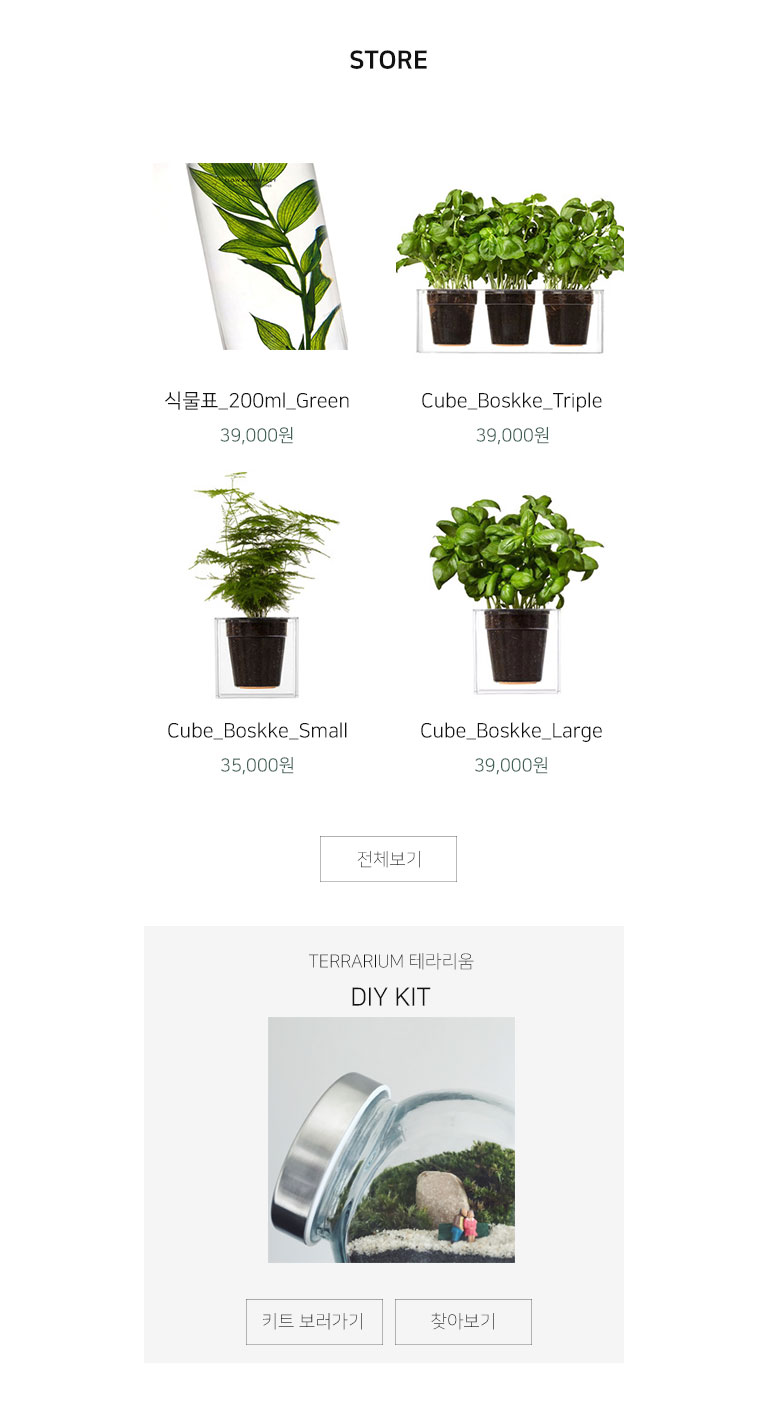 STORE
식물표_200ml_Green
39,000원
Cube_Boskke_Triple
39,000원
Cube_Boskke_Small
35,000원
Cube_Boskke_Large
39,000원
전체보기
TERRARIUM 테라리움
DIY KIT
키트 보러가기
찾아보기